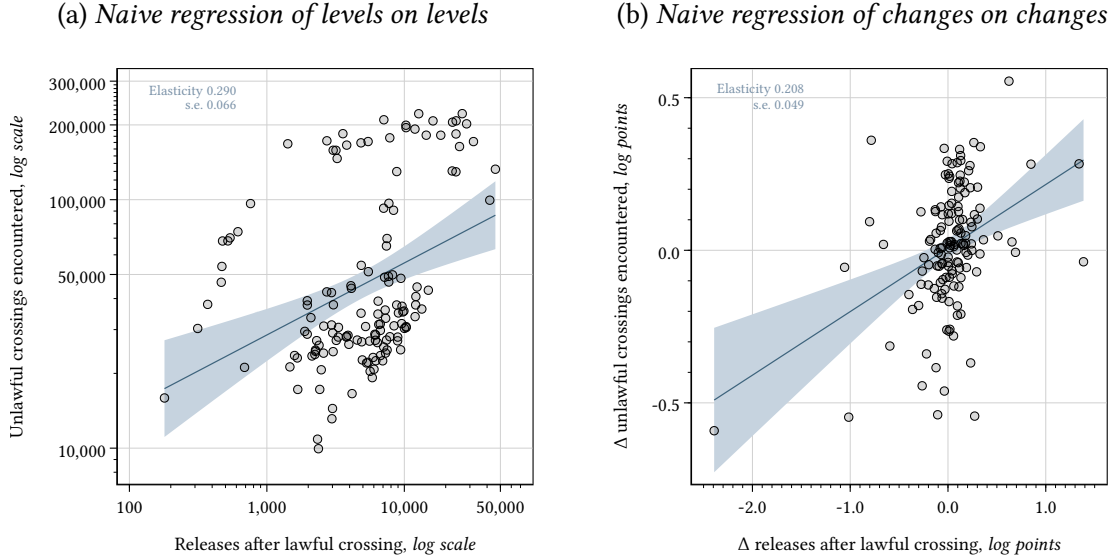 (a) Naive regression of levels on levels
Elasticity 0.290
s.e. 0.066
Unlawful crossings encountered, log scale
300,000
200,000
100,000
50,000
10,000
100
1,000
10,000
50,000
Releases after lawful crossing, log scale
(b) Naive regression of changes on changes
Elasticity 0.208
s.e. 0.049
Δ unlawful crossings encountered, log points
0.5
0.0
-0.5
-2.0
-1.0
0.0
1.0
Δ releases after lawful crossing, log points